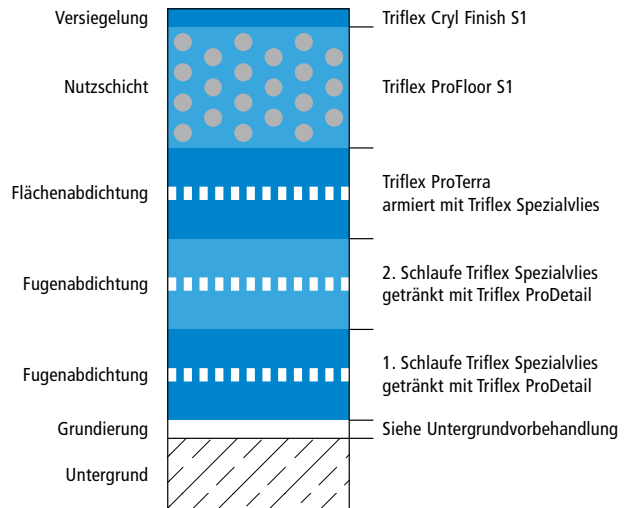 Versiegelung
Triflex Cryl Finish S1
Nutzschicht
Triflex ProFloor S1
Flächenabdichtung
Triflex ProTerra
armiert mit Triflex Spezialvlies
Fugenabdichtung
2. Schlaufe Triflex Spezialvlies
getränkt mit Triflex ProDetail
Fugenabdichtung
1. Schlaufe Triflex Spezialvlies
getränkt mit Triflex ProDetail
Grundierung
Siehe Untergrundvorbehandlung
Untergrund